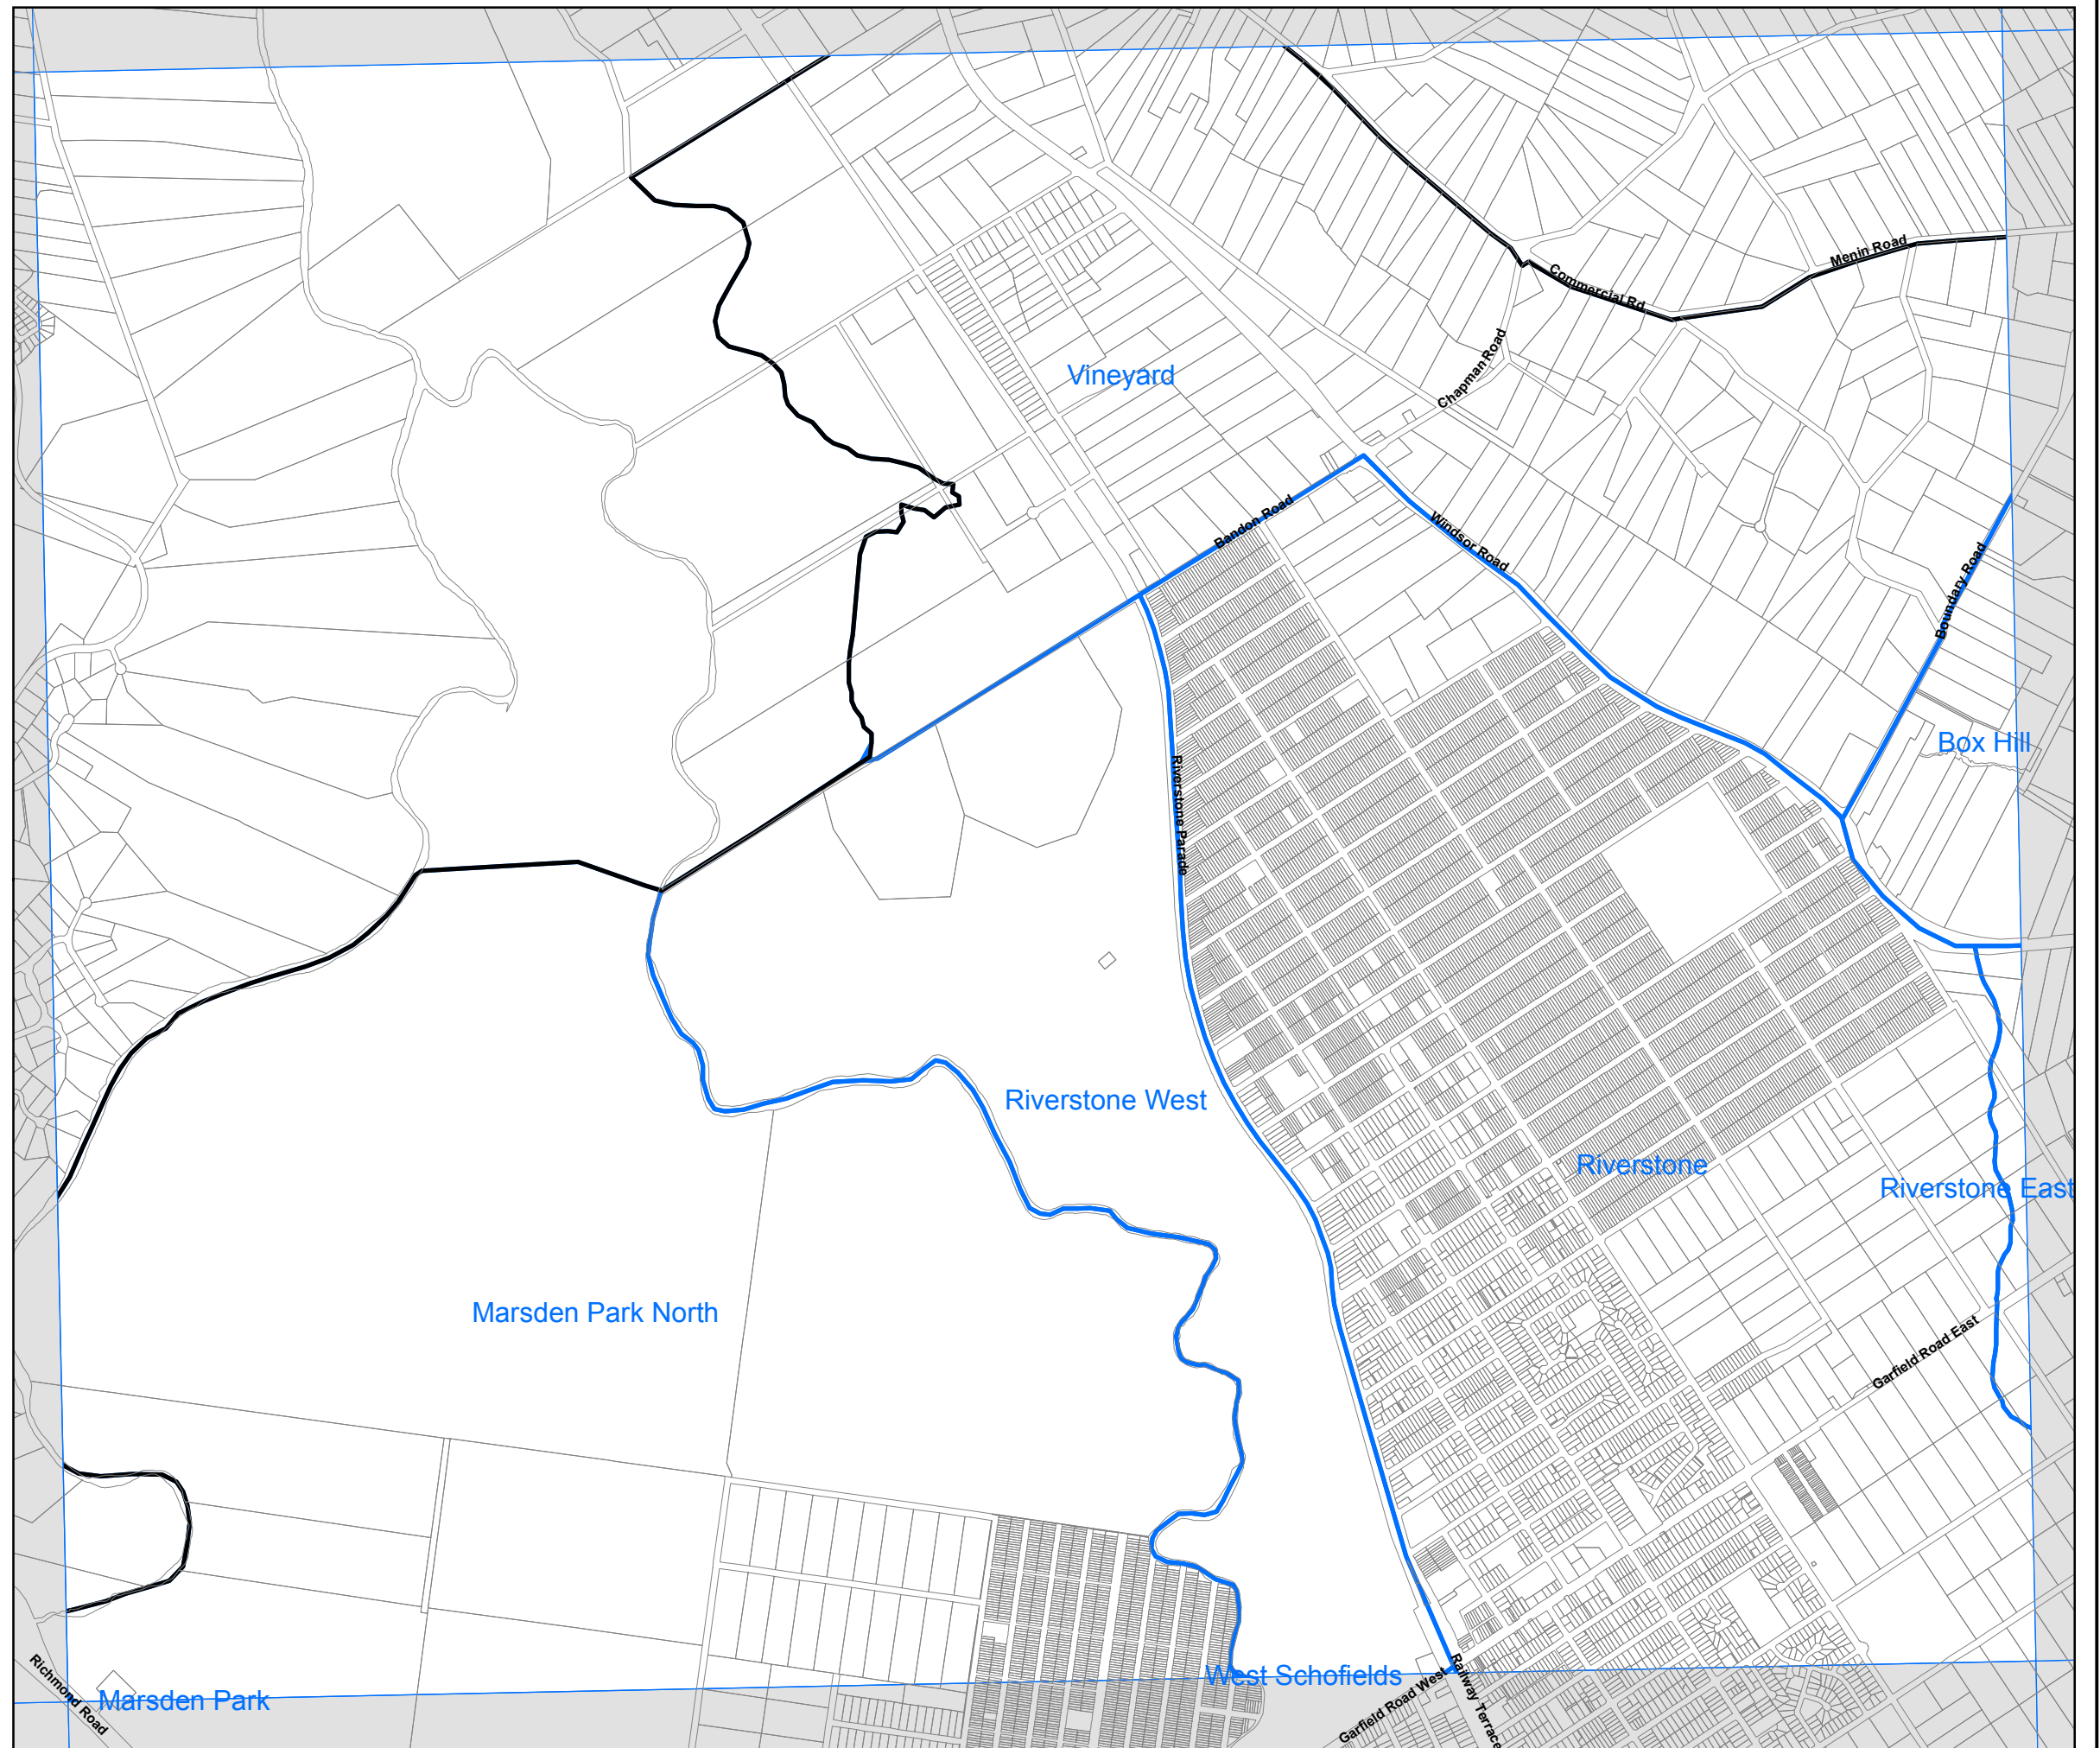 Menin Road
Commercial Rd
Chapman Road
Vineyard
Bandon Road
Windsor Road
Boundary Road
Box Hill
Riverstone Parade
Riverstone West
Riverstone
Riverstone East
Marsden Park North
Garfield Road East
West Schofields
Marsden Park
Richmond Road
Garfield Road West
Railway Terrace